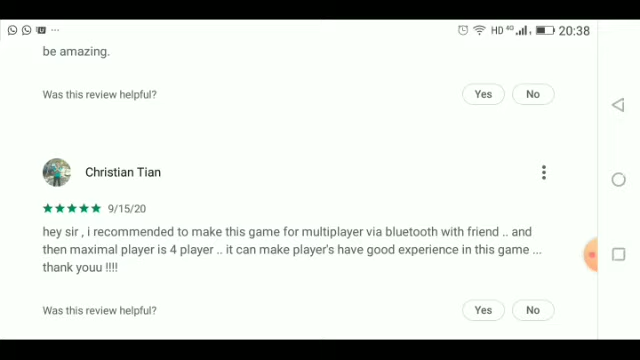 HD 4G 20:38
be amazing.
Was this review helpful? Yes No
Christian Tian
9/15/20
hey sir , i recommended to make this game for multiplayer via bluetooth with friend .. and
then maximal player is 4 player .. it can make player's have good experience in this game ...
thank youu !!!!
Was this review helpful? Yes No